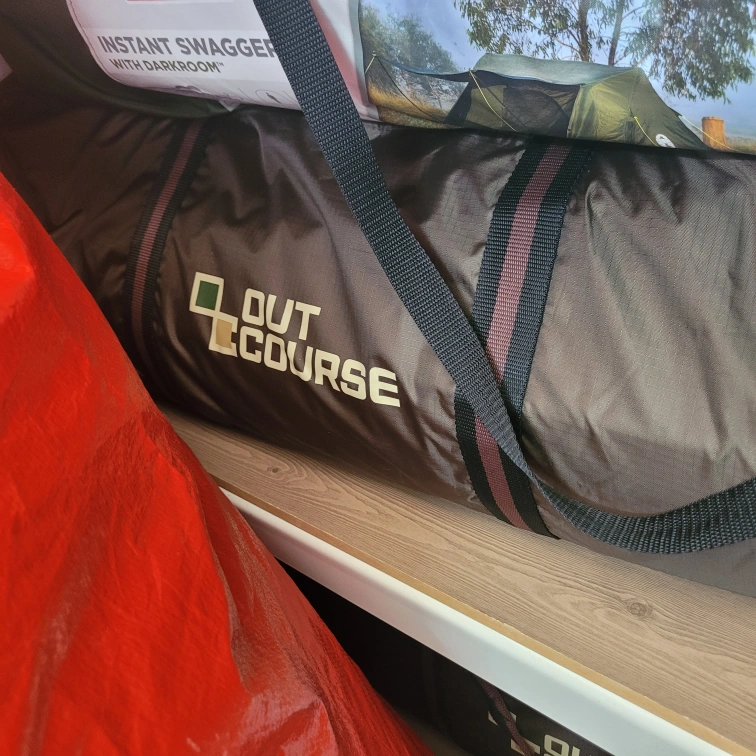 INSTANT SWAGGER
WITH DARKROOM™
OUT
COURSE